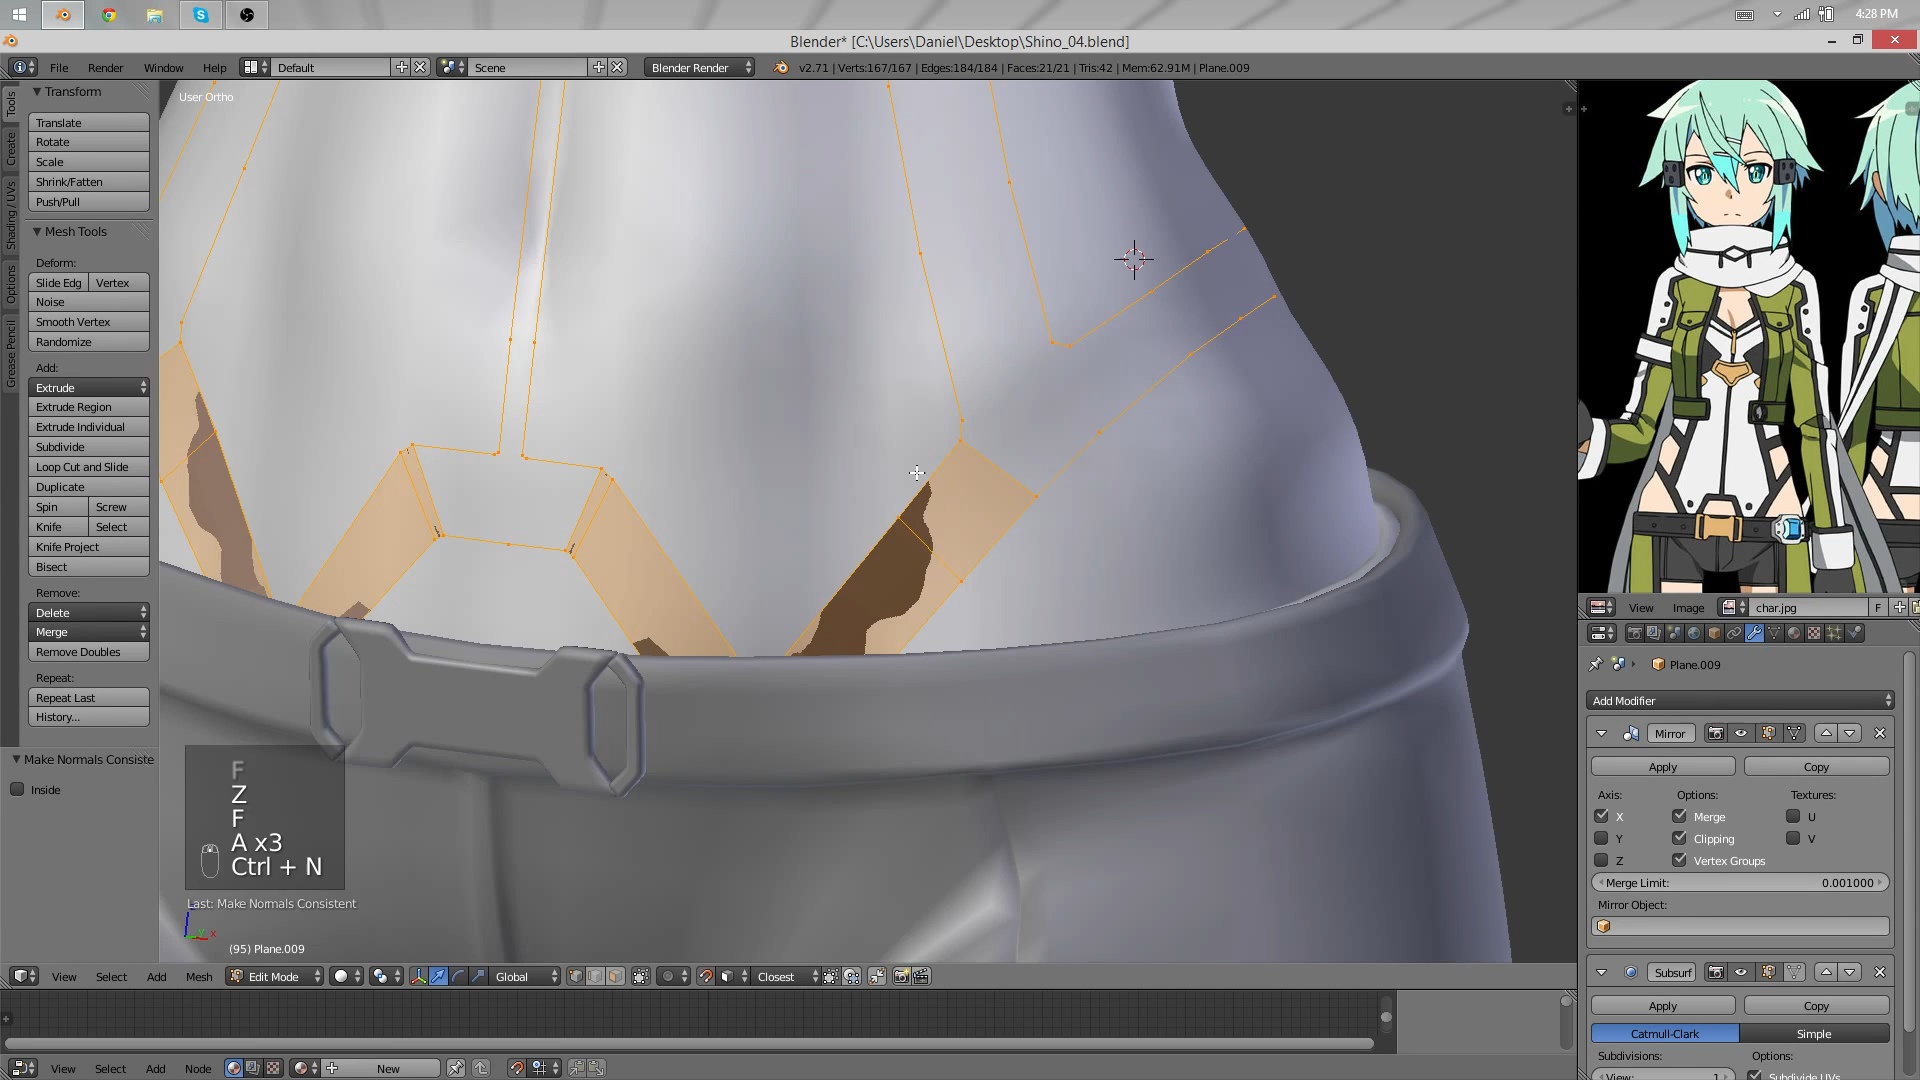 4:28 PM
Blender* [C:\Users\Daniel\Desktop\Shino_04.blend]
File Render Window Help Default Scene Blender Render v2.71 | Verts:167/167 | Edges:184/184 | Faces:21/21 | Tris:42 | Mem:62.91M | Plane.009
Tools
Create
Shading / UVs
Options
Grease Pencil
Transform
Translate
Rotate
Scale
Shrink/Fatten
Push/Pull
Mesh Tools
Deform:
Slide Edg Vertex
Noise
Smooth Vertex
Randomize
Add:
Extrude
Extrude Region
Extrude Individual
Subdivide
Loop Cut and Slide
Duplicate
Spin Screw
Knife Select
Knife Project
Bisect
Remove:
Delete
Merge
Remove Doubles
Repeat:
Repeat Last
History...
Make Normals Consiste
Inside
User Ortho
F
Z
F
A x3
Ctrl + N
Last: Make Normals Consistent
(95) Plane.009
View Select Add Mesh Edit Mode Global Closest
View Select Add Node New
View Image char.jpg F
Plane.009
Add Modifier
Mirror
Apply Copy
Axis: Options: Textures:
X Merge U
Y Clipping V
Z Vertex Groups
Merge Limit: 0.001000
Mirror Object:
Subsurf
Apply Copy
Catmull-Clark Simple
Subdivisions: Options:
View: 1 Subdivide UVs